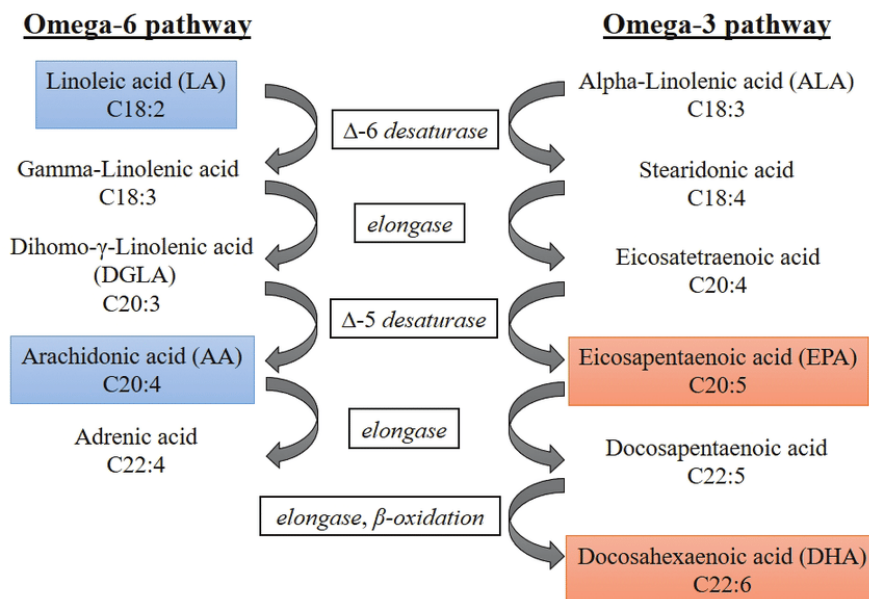 Omega-6 pathway
Omega-3 pathway
Linoleic acid (LA)
C18:2
Alpha-Linolenic acid (ALA)
C18:3
Δ-6 desaturase
Gamma-Linolenic acid
C18:3
Stearidonic acid
C18:4
elongase
Dihomo-γ-Linolenic acid
(DGLA)
C20:3
Eicosatetraenoic acid
C20:4
Δ-5 desaturase
Arachidonic acid (AA)
C20:4
Eicosapentaenoic acid (EPA)
C20:5
elongase
Adrenic acid
C22:4
Docosapentaenoic acid
C22:5
elongase, β-oxidation
Docosahexaenoic acid (DHA)
C22:6